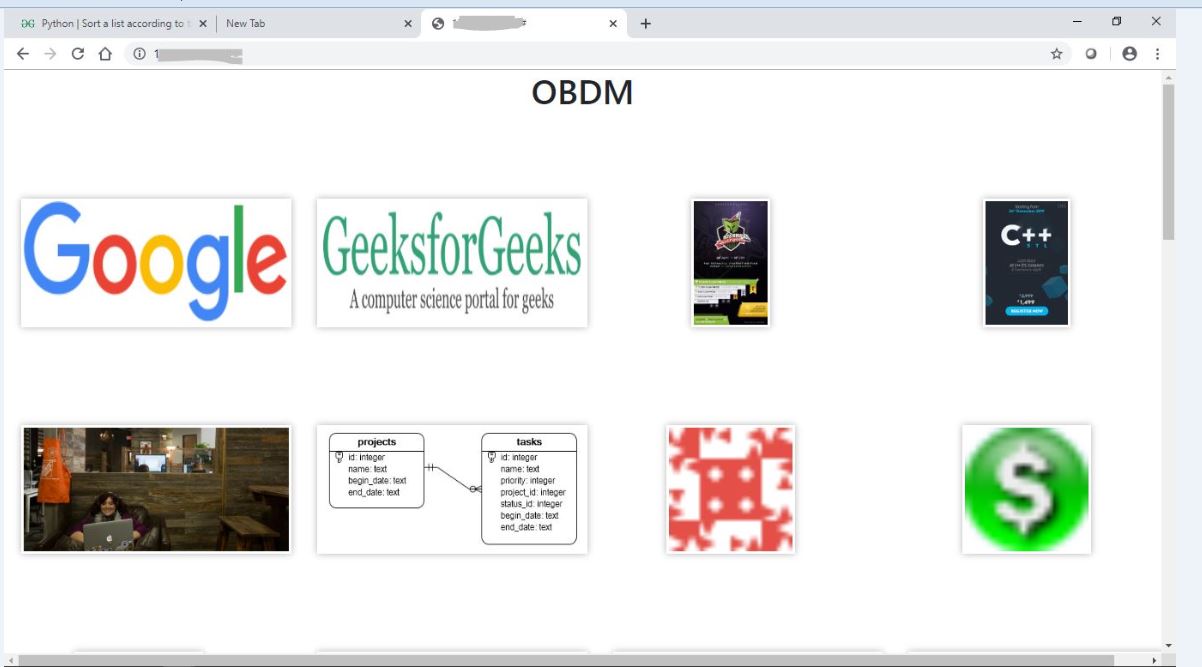 Python | Sort a list according to t
New Tab
OBDM
Google
GeeksforGeeks
A computer science portal for geeks
C++
STL
1,499
REGISTER NOW
projects
id: integer
name: text
begin_date: text
end_date: text
tasks
id: integer
name: text
priority: integer
project_id: integer
status_id: integer
begin_date: text
end_date: text
$